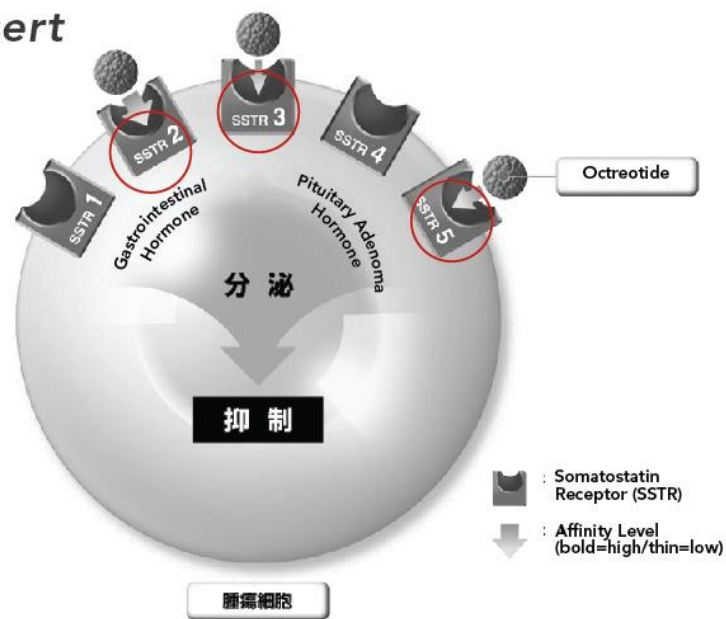 ert
SSTR 1
SSTR 2
SSTR 3
SSTR 4
SSTR 5
Octreotide
Gastrointestinal
Hormone
Pituitary Adenoma
Hormone
分泌
抑制
: Somatostatin
Receptor (SSTR)
: Affinity Level
(bold=high/thin=low)
腫瘍細胞